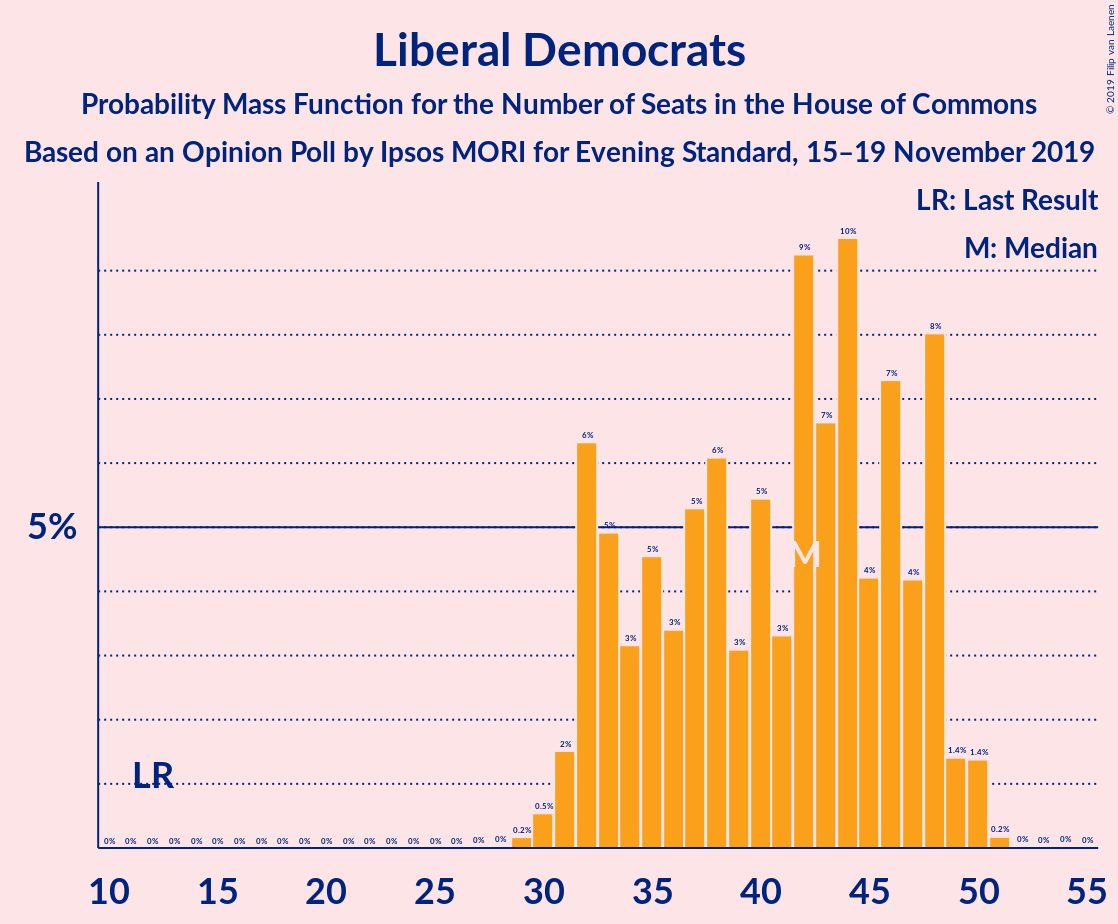 Liberal Democrats
Probability Mass Function for the Number of Seats in the House of Commons
Based on an Opinion Poll by Ipsos MORI for Evening Standard, 15–19 November 2019
© 2019 Filip van Laenen
LR: Last Result
M: Median
5%
LR
M
0% 0% 0% 0% 0% 0% 0% 0% 0% 0% 0% 0% 0% 0% 0% 0% 0% 0% 0% 0.2% 0.5% 2% 6% 5% 3% 5% 3% 5% 6% 3% 5% 3% 9% 7% 10% 4% 7% 4% 8% 1.4% 1.4% 0.2% 0% 0% 0% 0%
10 15 20 25 30 35 40 45 50 55